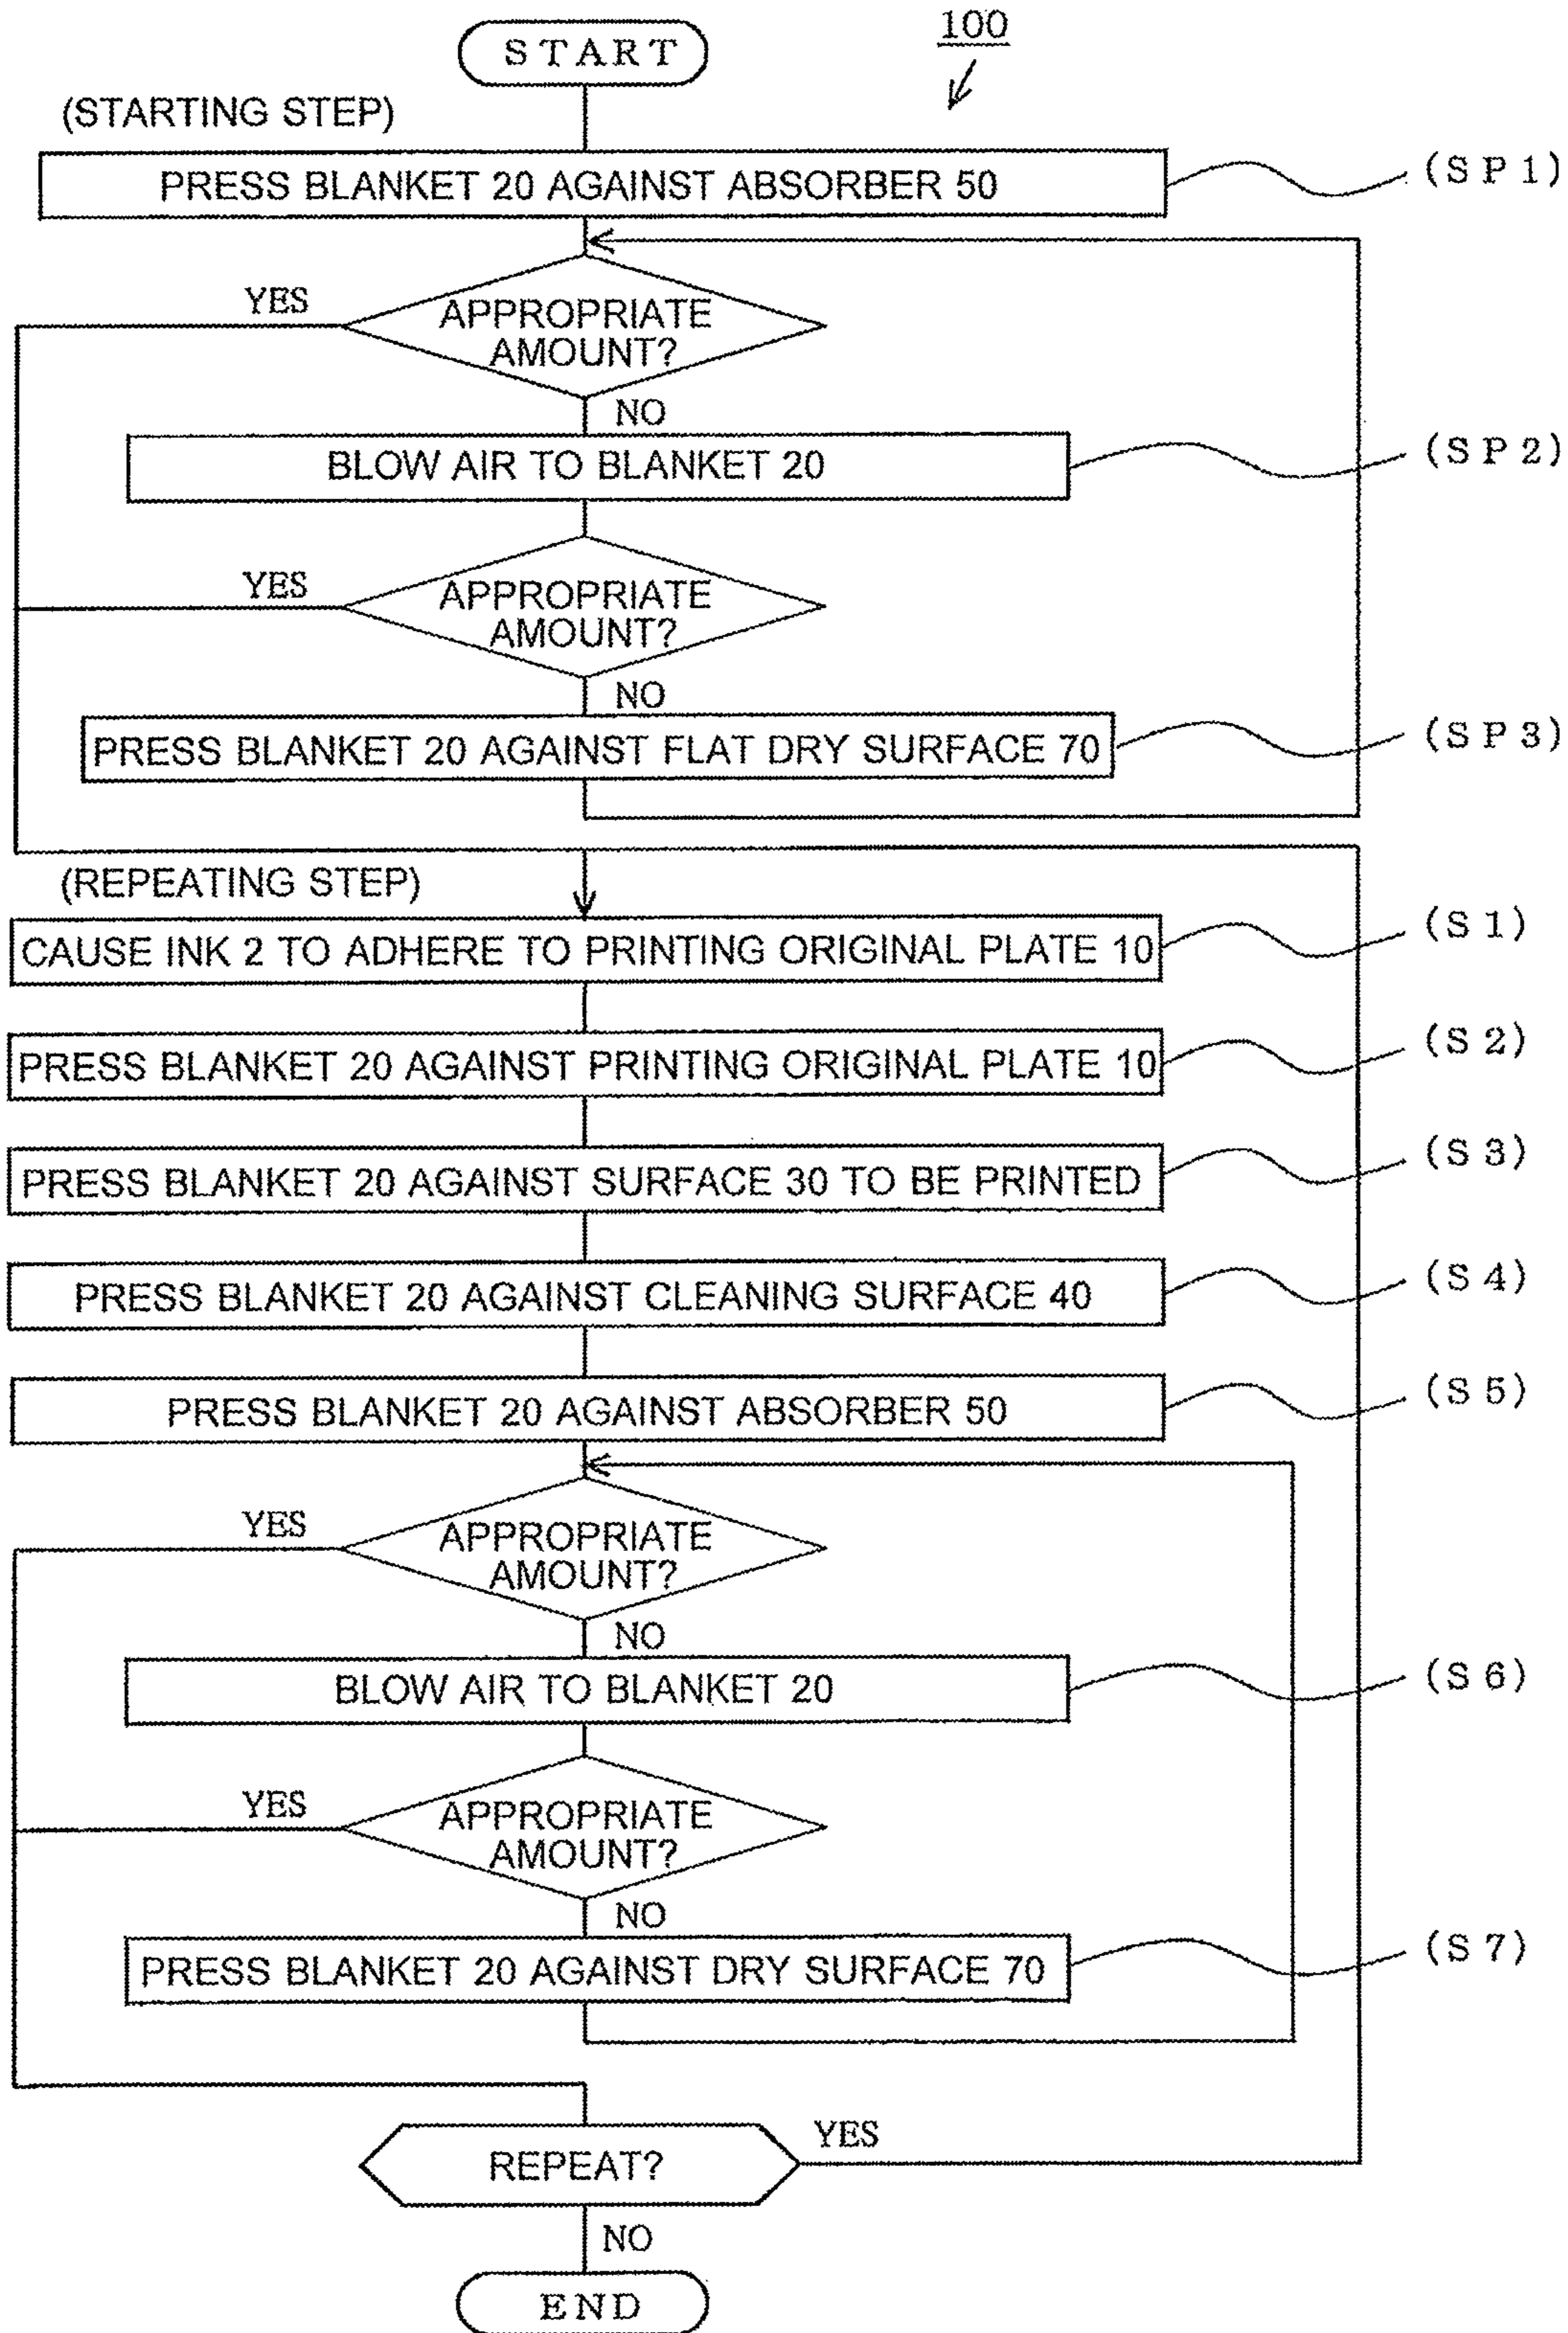 START
100
(STARTING STEP)
PRESS BLANKET 20 AGAINST ABSORBER 50
(SP1)
YES
APPROPRIATE
AMOUNT?
NO
BLOW AIR TO BLANKET 20
(SP2)
YES
APPROPRIATE
AMOUNT?
NO
PRESS BLANKET 20 AGAINST FLAT DRY SURFACE 70
(SP3)
(REPEATING STEP)
CAUSE INK 2 TO ADHERE TO PRINTING ORIGINAL PLATE 10
(S1)
PRESS BLANKET 20 AGAINST PRINTING ORIGINAL PLATE 10
(S2)
PRESS BLANKET 20 AGAINST SURFACE 30 TO BE PRINTED
(S3)
PRESS BLANKET 20 AGAINST CLEANING SURFACE 40
(S4)
PRESS BLANKET 20 AGAINST ABSORBER 50
(S5)
YES
APPROPRIATE
AMOUNT?
NO
BLOW AIR TO BLANKET 20
(S6)
YES
APPROPRIATE
AMOUNT?
NO
PRESS BLANKET 20 AGAINST DRY SURFACE 70
(S7)
REPEAT?
YES
NO
END